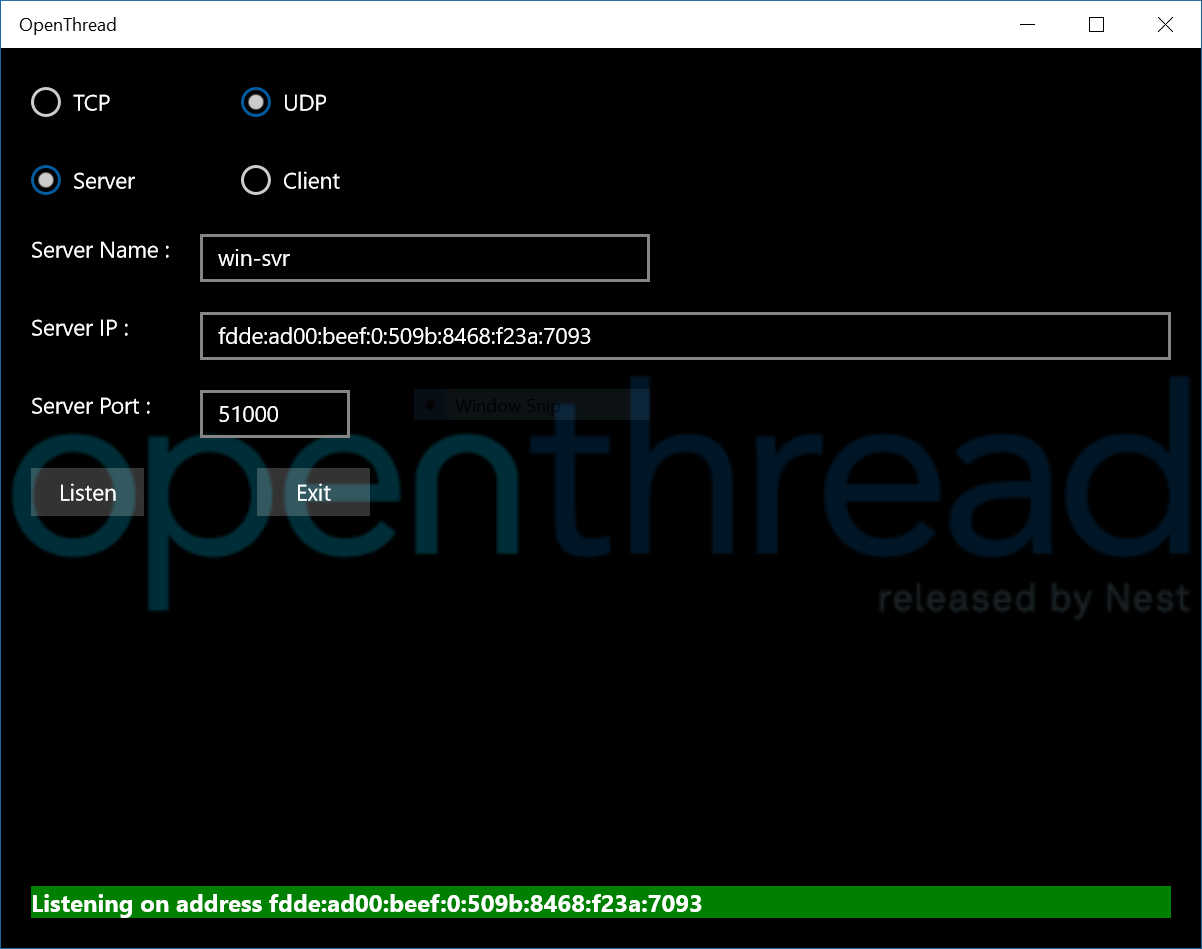 OpenThread
TCP UDP
Server Client
Server Name : win-svr
Server IP : fdde:ad00:beef:0:509b:8468:f23a:7093
Server Port : 51000
Window Snip
openthread
Listen Exit
released by Nest
Listening on address fdde:ad00:beef:0:509b:8468:f23a:7093